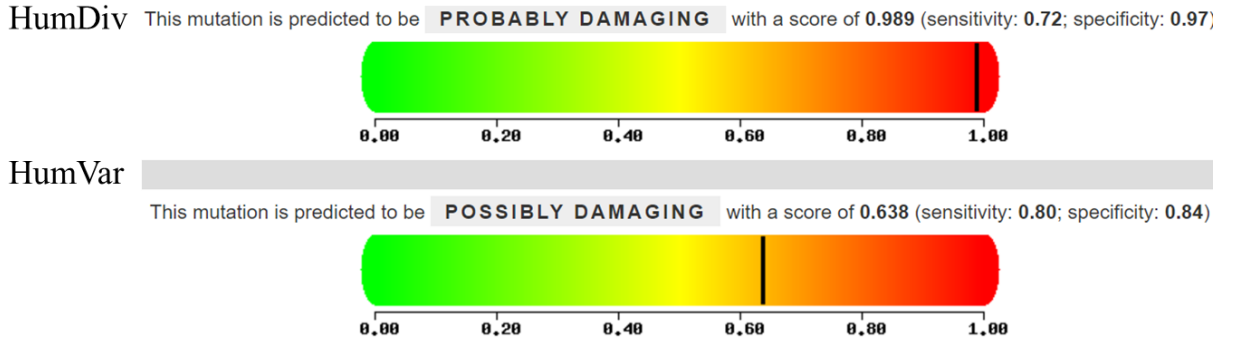 HumDiv This mutation is predicted to be PROBABLY DAMAGING with a score of 0.989 (sensitivity: 0.72; specificity: 0.97)
0.00 0.20 0.40 0.60 0.80 1.00
HumVar
This mutation is predicted to be POSSIBLY DAMAGING with a score of 0.638 (sensitivity: 0.80; specificity: 0.84)
0.00 0.20 0.40 0.60 0.80 1.00